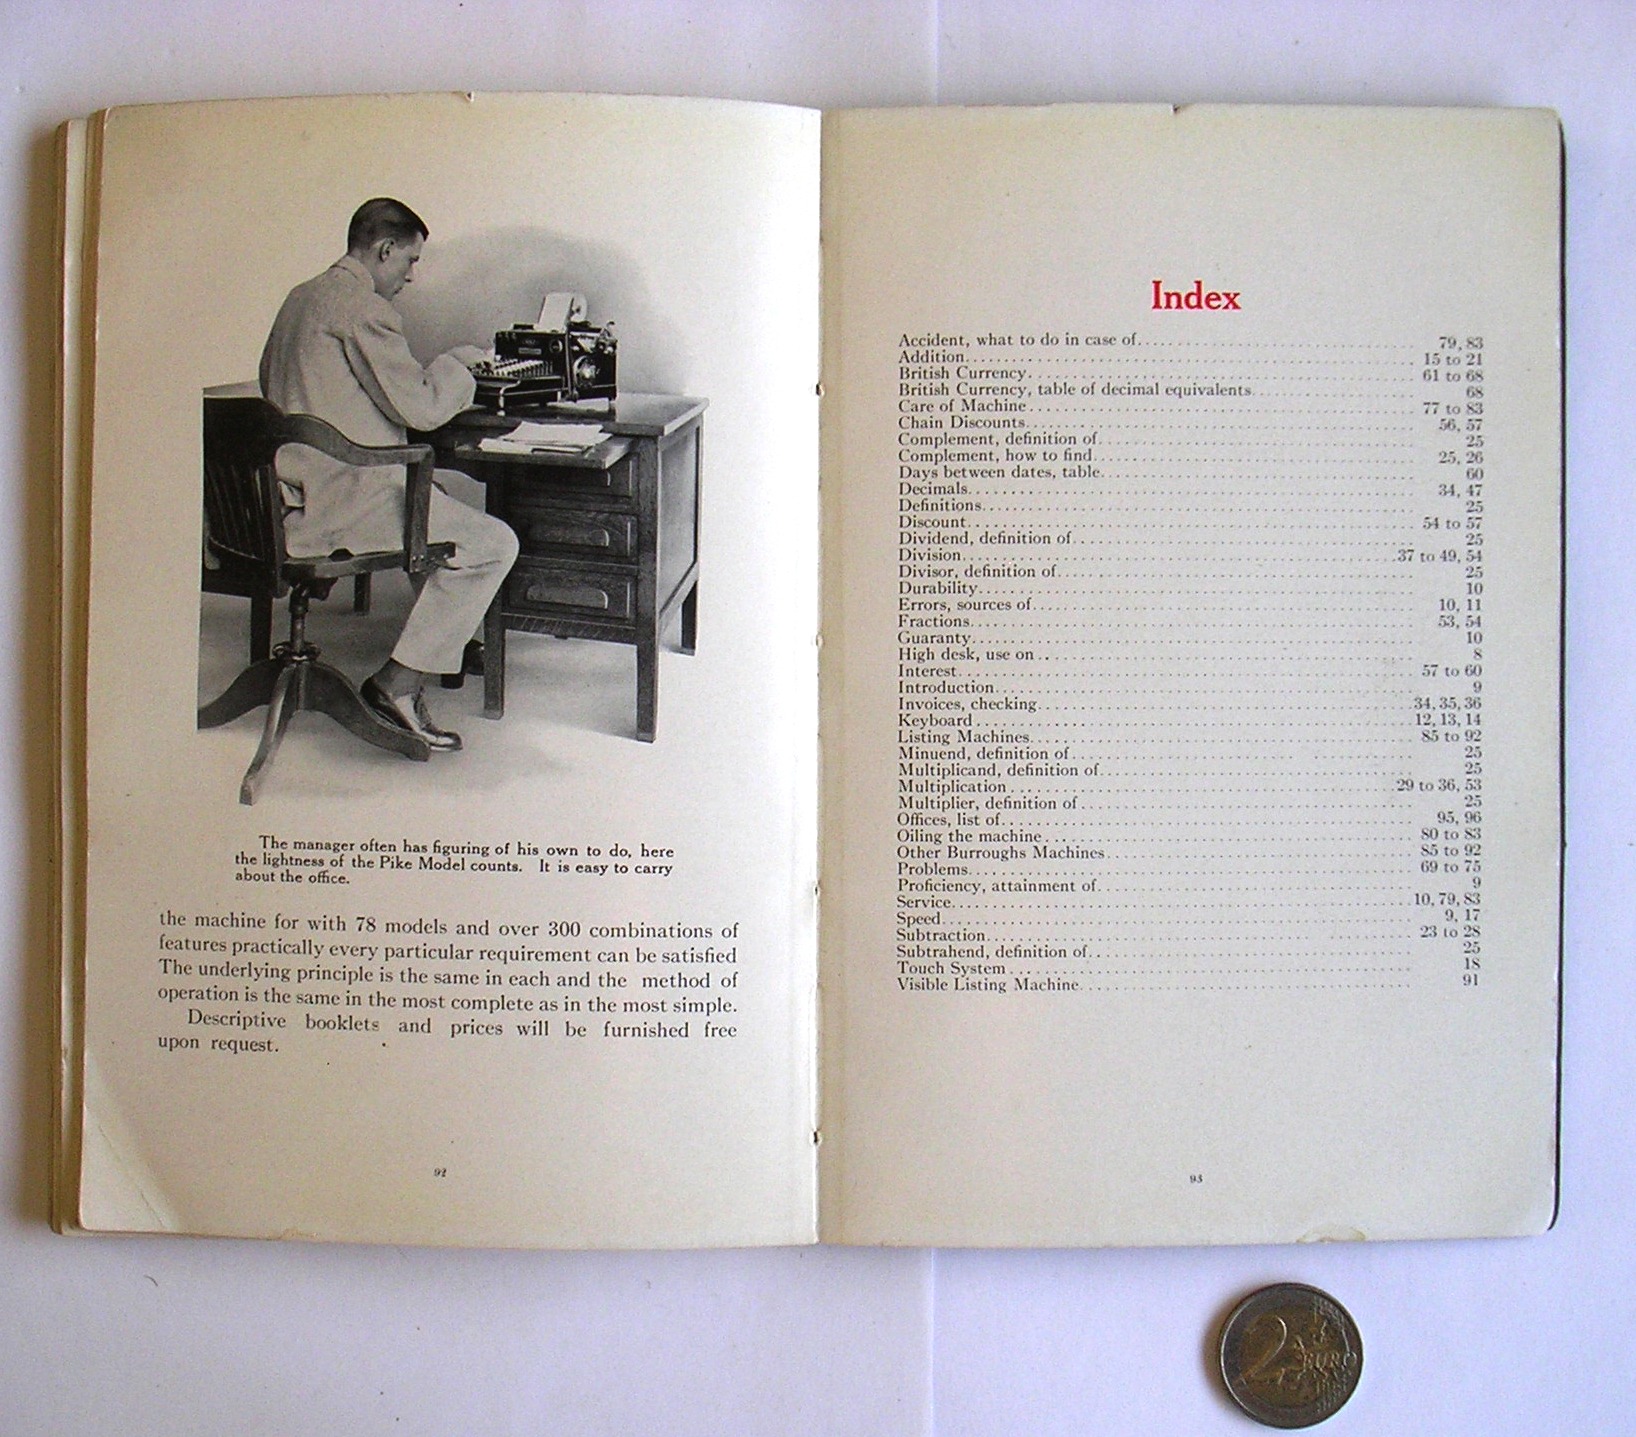 The manager often has figuring of his own to do, here
the lightness of the Pike Model counts. It is easy to carry
about the office.
the machine for with 78 models and over 300 combinations of
features practically every particular requirement can be satisfied
The underlying principle is the same in each and the method of
operation is the same in the most complete as in the most simple.
Descriptive booklets and prices will be furnished free
upon request.
92
Index
Accident, what to do in case of 79, 83
Addition 15 to 21
British Currency 61 to 68
British Currency, table of decimal equivalents 68
Care of Machine 77 to 83
Chain Discounts 56, 57
Complement, definition of 25
Complement, how to find 25, 26
Days between dates, table 60
Decimals 34, 47
Definitions 25
Discount 54 to 57
Dividend, definition of 25
Division 37 to 49, 54
Divisor, definition of 25
Durability 10
Errors, sources of 10, 11
Fractions 53, 54
Guaranty 10
High desk, use on 8
Interest 57 to 60
Introduction 9
Invoices, checking 34, 35, 36
Keyboard 12, 13, 14
Listing Machines 85 to 92
Minuend, definition of 25
Multiplicand, definition of 25
Multiplication 29 to 36, 53
Multiplier, definition of 25
Offices, list of 95, 96
Oiling the machine 80 to 83
Other Burroughs Machines 85 to 92
Problems 69 to 75
Proficiency, attainment of 9
Service 10, 79, 83
Speed 9, 17
Subtraction 23 to 28
Subtrahend, definition of 25
Touch System 18
Visible Listing Machine 91
93
2 EURO